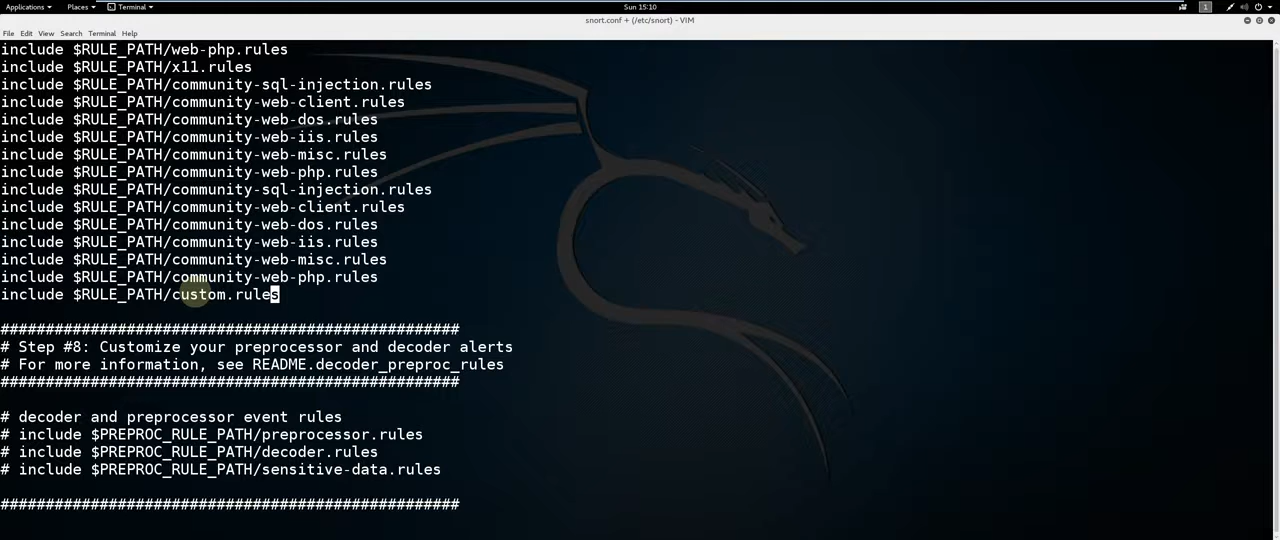 Applications
Places
Terminal
Sun 15:10
1
snort.conf + (/etc/snort) - VIM
File Edit View Search Terminal Help
include $RULE_PATH/web-php.rules
include $RULE_PATH/x11.rules
include $RULE_PATH/community-sql-injection.rules
include $RULE_PATH/community-web-client.rules
include $RULE_PATH/community-web-dos.rules
include $RULE_PATH/community-web-iis.rules
include $RULE_PATH/community-web-misc.rules
include $RULE_PATH/community-web-php.rules
include $RULE_PATH/community-sql-injection.rules
include $RULE_PATH/community-web-client.rules
include $RULE_PATH/community-web-dos.rules
include $RULE_PATH/community-web-iis.rules
include $RULE_PATH/community-web-misc.rules
include $RULE_PATH/community-web-php.rules
include $RULE_PATH/custom.rules
###################################################
# Step #8: Customize your preprocessor and decoder alerts
# For more information, see README.decoder_preproc_rules
###################################################
# decoder and preprocessor event rules
# include $PREPROC_RULE_PATH/preprocessor.rules
# include $PREPROC_RULE_PATH/decoder.rules
# include $PREPROC_RULE_PATH/sensitive-data.rules
###################################################